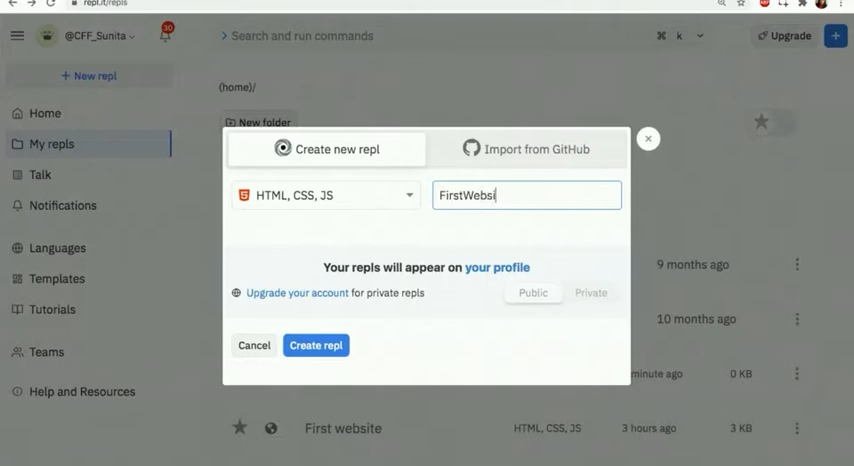 repl.it/repls
@CFF_Sunita
30
Search and run commands
⌘ k
Upgrade
+
+ New repl
(home)/
Home
New folder
My repls
Create new repl
Import from GitHub
Talk
HTML, CSS, JS
FirstWebsi
Notifications
Languages
Your repls will appear on your profile
9 months ago
Templates
Upgrade your account for private repls
Public
Private
Tutorials
10 months ago
Teams
Cancel
Create repl
minute ago
0 KB
Help and Resources
First website
HTML, CSS, JS
3 hours ago
3 KB